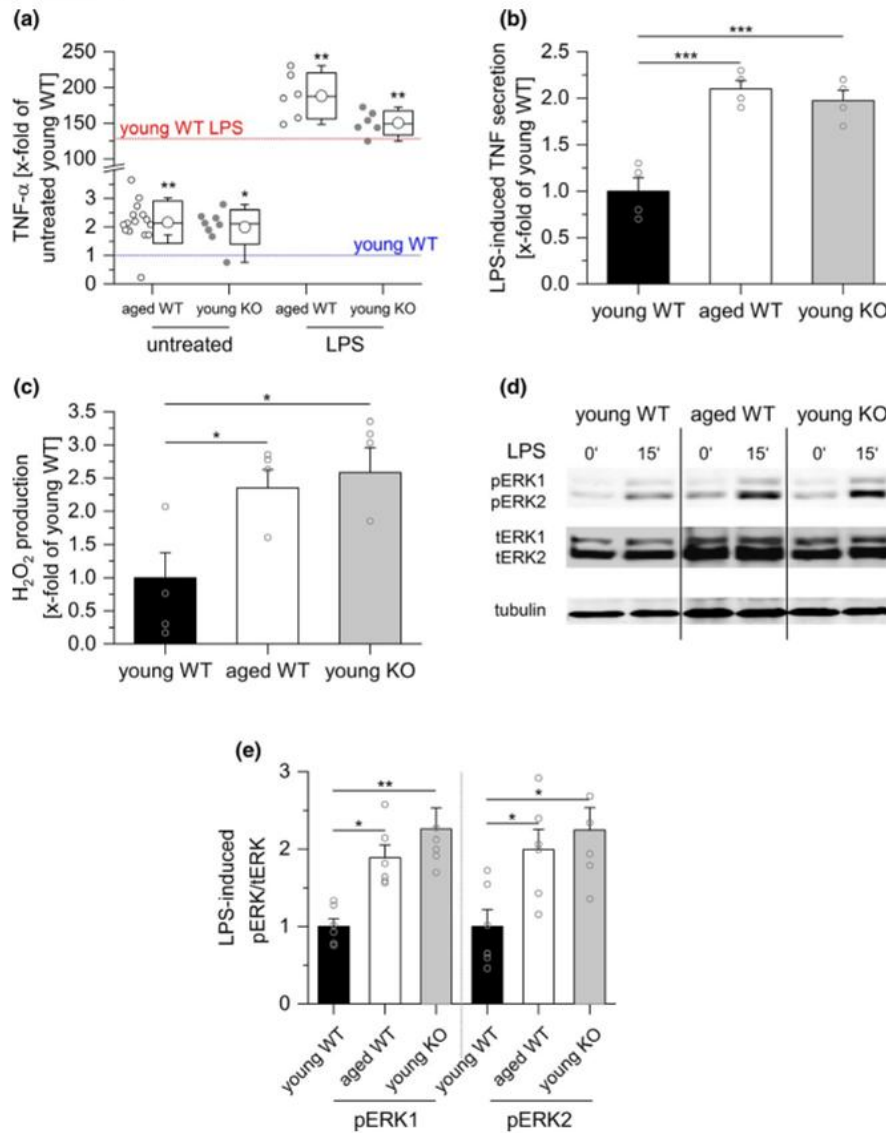 (a)
TNF-α [x-fold of
untreated young WT]
250
200
150
100
3
2
1
0
young WT LPS
young WT
**
*
**
**
aged WT young KO aged WT young KO
untreated LPS
(b)
LPS-induced TNF secretion
[x-fold of young WT]
2.5
2.0
1.5
1.0
0.5
0.0
***
***
young WT aged WT young KO
(c)
H₂O₂ production
[x-fold of young WT]
3.5
3.0
2.5
2.0
1.5
1.0
0.5
0.0
*
*
young WT aged WT young KO
(d)
young WT aged WT young KO
LPS 0' 15' 0' 15' 0' 15'
pERK1
pERK2
tERK1
tERK2
tubulin
(e)
LPS-induced
pERK/tERK
3
2
1
0
**
*
*
*
young WT aged WT young KO young WT aged WT young KO
pERK1 pERK2